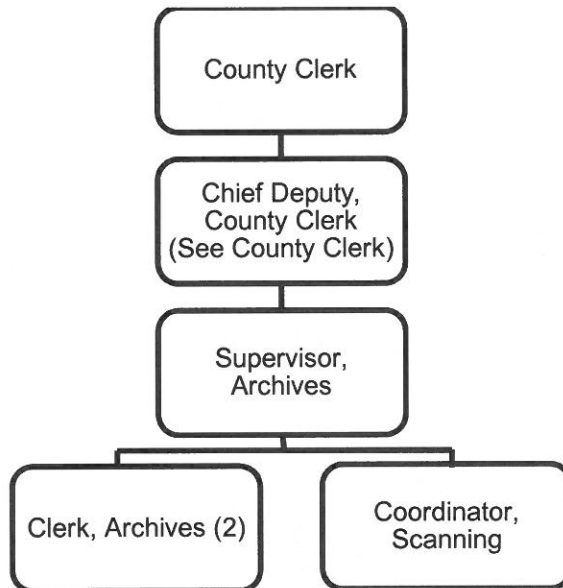 County Clerk
Chief Deputy,
County Clerk
(See County Clerk)
Supervisor,
Archives
Clerk, Archives (2)
Coordinator,
Scanning